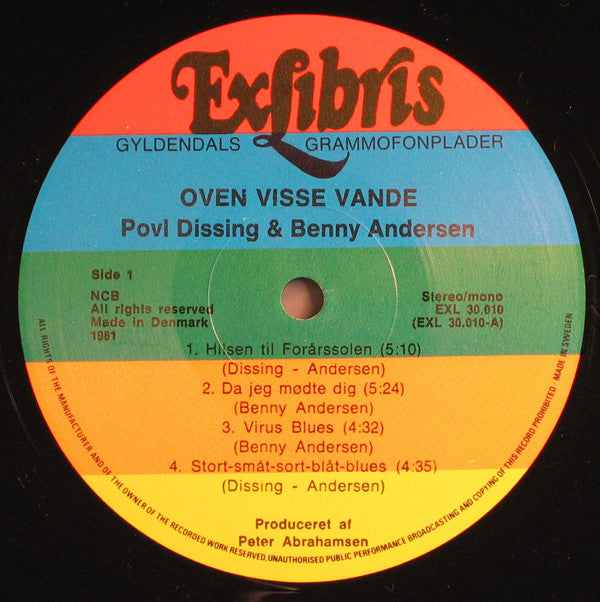 ExLibris
GYLDENDALS GRAMMOFONPLADER
OVEN VISSE VANDE
Povl Dissing & Benny Andersen
Side 1
NCB
All rights reserved
Made in Denmark
1981
Stereo/mono
EXL 30.010
(EXL 30.010-A)
1. Hilsen til Forårssolen (5:10)
(Dissing - Andersen)
2. Da jeg mødte dig (5:24)
(Benny Andersen)
3. Virus Blues (4:32)
(Benny Andersen)
4. Stort-småt-sort-blåt-blues (4:35)
(Dissing - Andersen)
Produceret af
Peter Abrahamsen
ALL RIGHTS OF THE MANUFACTURER AND OF THE OWNER OF THE RECORDED WORK RESERVED, UNAUTHORISED PUBLIC PERFORMANCE BROADCASTING AND COPYING OF THIS RECORD PROHIBITED MADE IN SWEDEN